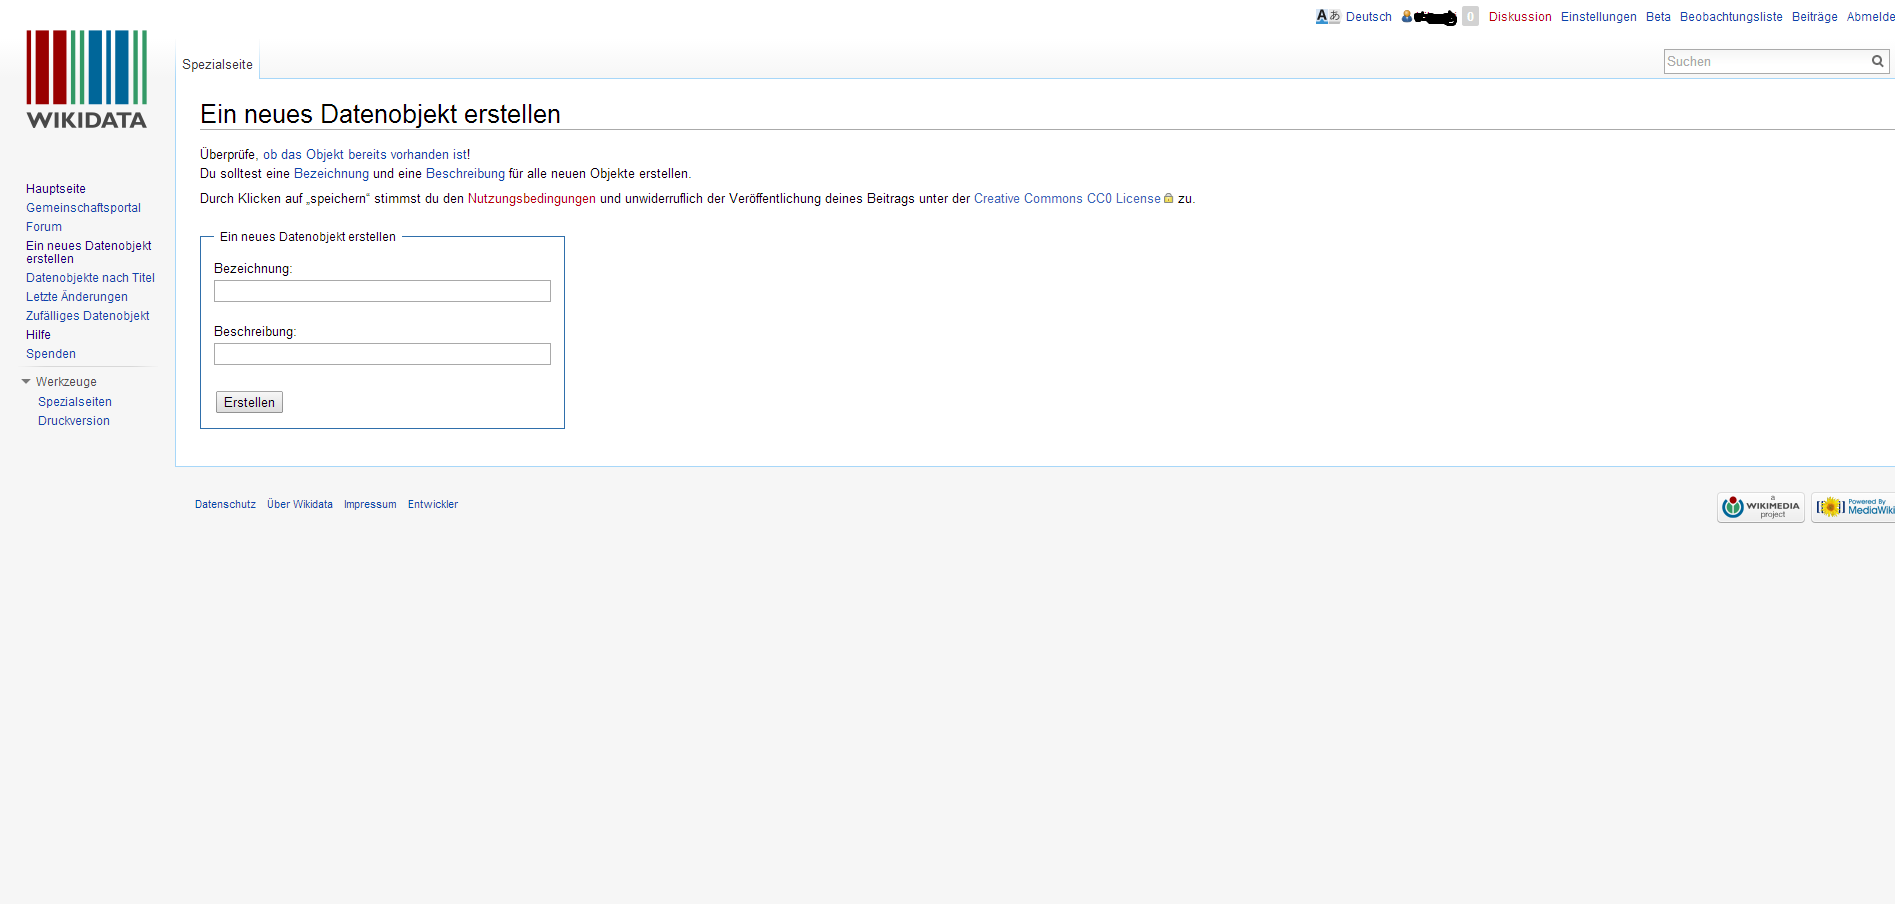 Deutsch 0 Diskussion Einstellungen Beta Beobachtungsliste Beiträge Abmelde
WIKIDATA
Spezialseite
Suchen
Ein neues Datenobjekt erstellen
Überprüfe, ob das Objekt bereits vorhanden ist!
Du solltest eine Bezeichnung und eine Beschreibung für alle neuen Objekte erstellen.
Durch Klicken auf „speichern“ stimmst du den Nutzungsbedingungen und unwiderruflich der Veröffentlichung deines Beitrags unter der Creative Commons CC0 License zu.
Hauptseite
Gemeinschaftsportal
Forum
Ein neues Datenobjekt
erstellen
Datenobjekte nach Titel
Letzte Änderungen
Zufälliges Datenobjekt
Hilfe
Spenden
Werkzeuge
Spezialseiten
Druckversion
Ein neues Datenobjekt erstellen
Bezeichnung:
Beschreibung:
Erstellen
Datenschutz Über Wikidata Impressum Entwickler
a
WIKIMEDIA
project
Powered By
MediaWiki